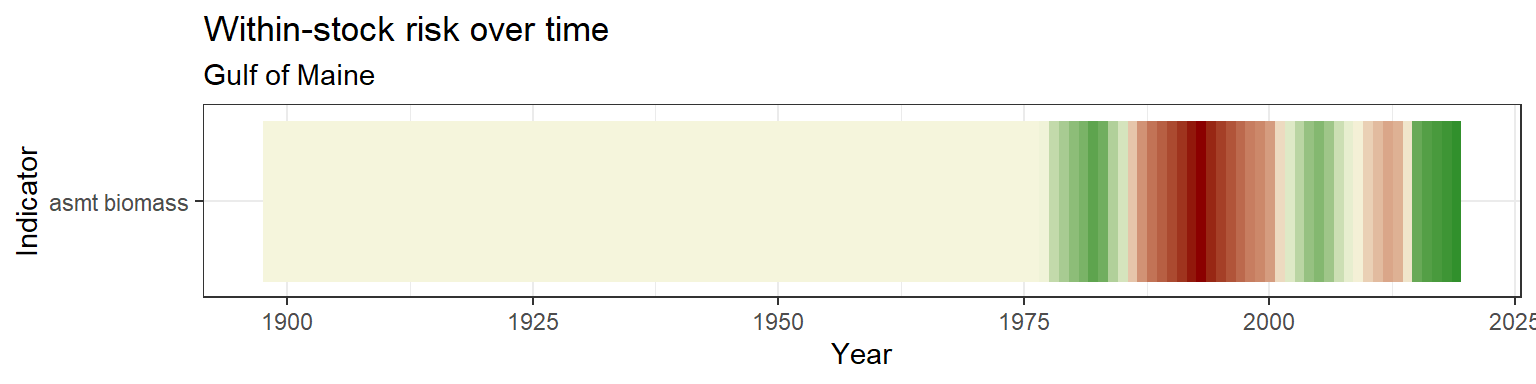 Within-stock risk over time
Gulf of Maine
Indicator
asmt biomass
1900 1925 1950 1975 2000 2025
Year